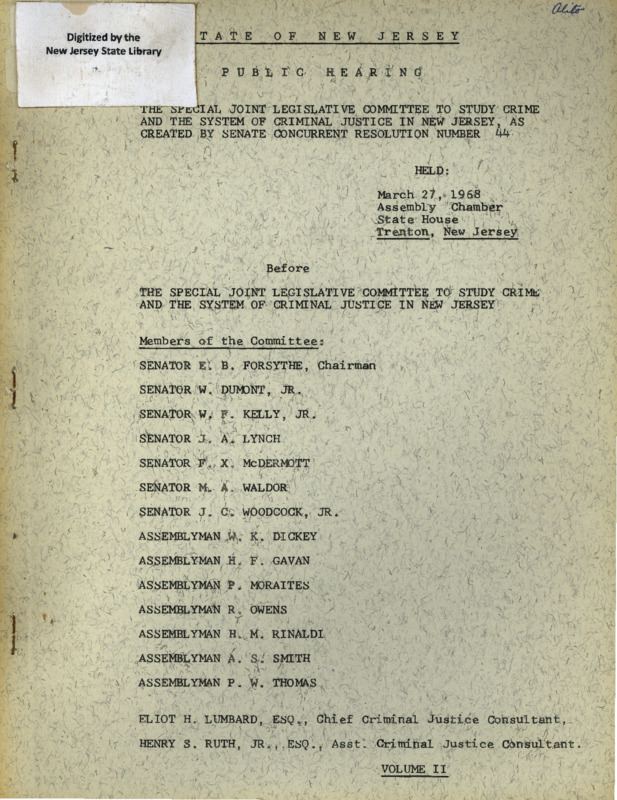 Alito
Digitized by the
New Jersey State Library
TATE OF NEW JERSEY
PUBLIC HEARING
THE SPECIAL JOINT LEGISLATIVE COMMITTEE TO STUDY CRIME
AND THE SYSTEM OF CRIMINAL JUSTICE IN NEW JERSEY, AS
CREATED BY SENATE CONCURRENT RESOLUTION NUMBER 44
HELD:
March 27, 1968
Assembly Chamber
State House
Trenton, New Jersey
Before
THE SPECIAL JOINT LEGISLATIVE COMMITTEE TO STUDY CRIME
AND THE SYSTEM OF CRIMINAL JUSTICE IN NEW JERSEY
Members of the Committee:
SENATOR E. B. FORSYTHE, Chairman
SENATOR W. DUMONT, JR.
SENATOR W. F. KELLY, JR.
SENATOR J. A. LYNCH
SENATOR F. X. McDERMOTT
SENATOR M. A. WALDOR
SENATOR J. C. WOODCOCK, JR.
ASSEMBLYMAN W. K. DICKEY
ASSEMBLYMAN H. F. GAVAN
ASSEMBLYMAN P. MORAITES
ASSEMBLYMAN R. OWENS
ASSEMBLYMAN H. M. RINALDI
ASSEMBLYMAN A. S. SMITH
ASSEMBLYMAN P. W. THOMAS
ELIOT H. LUMBARD, ESQ., Chief Criminal Justice Consultant,
HENRY S. RUTH, JR., ESQ., Asst. Criminal Justice Consultant.
VOLUME II